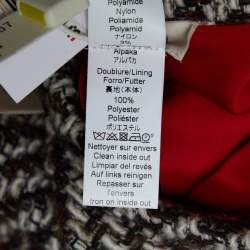 Polyamide
Nylon
Poliamide
Polyamid
ナイロン
Alpaka
アルパカ
Doublure/Lining
Forro/Futter
裏地(本体)
100%
Polyester
ポリエステル
Nettoyer sur envers
Clean inside out
Limpiar del revés
Auf links reinigen
Repasser sur
l'envers
Iron on inside out